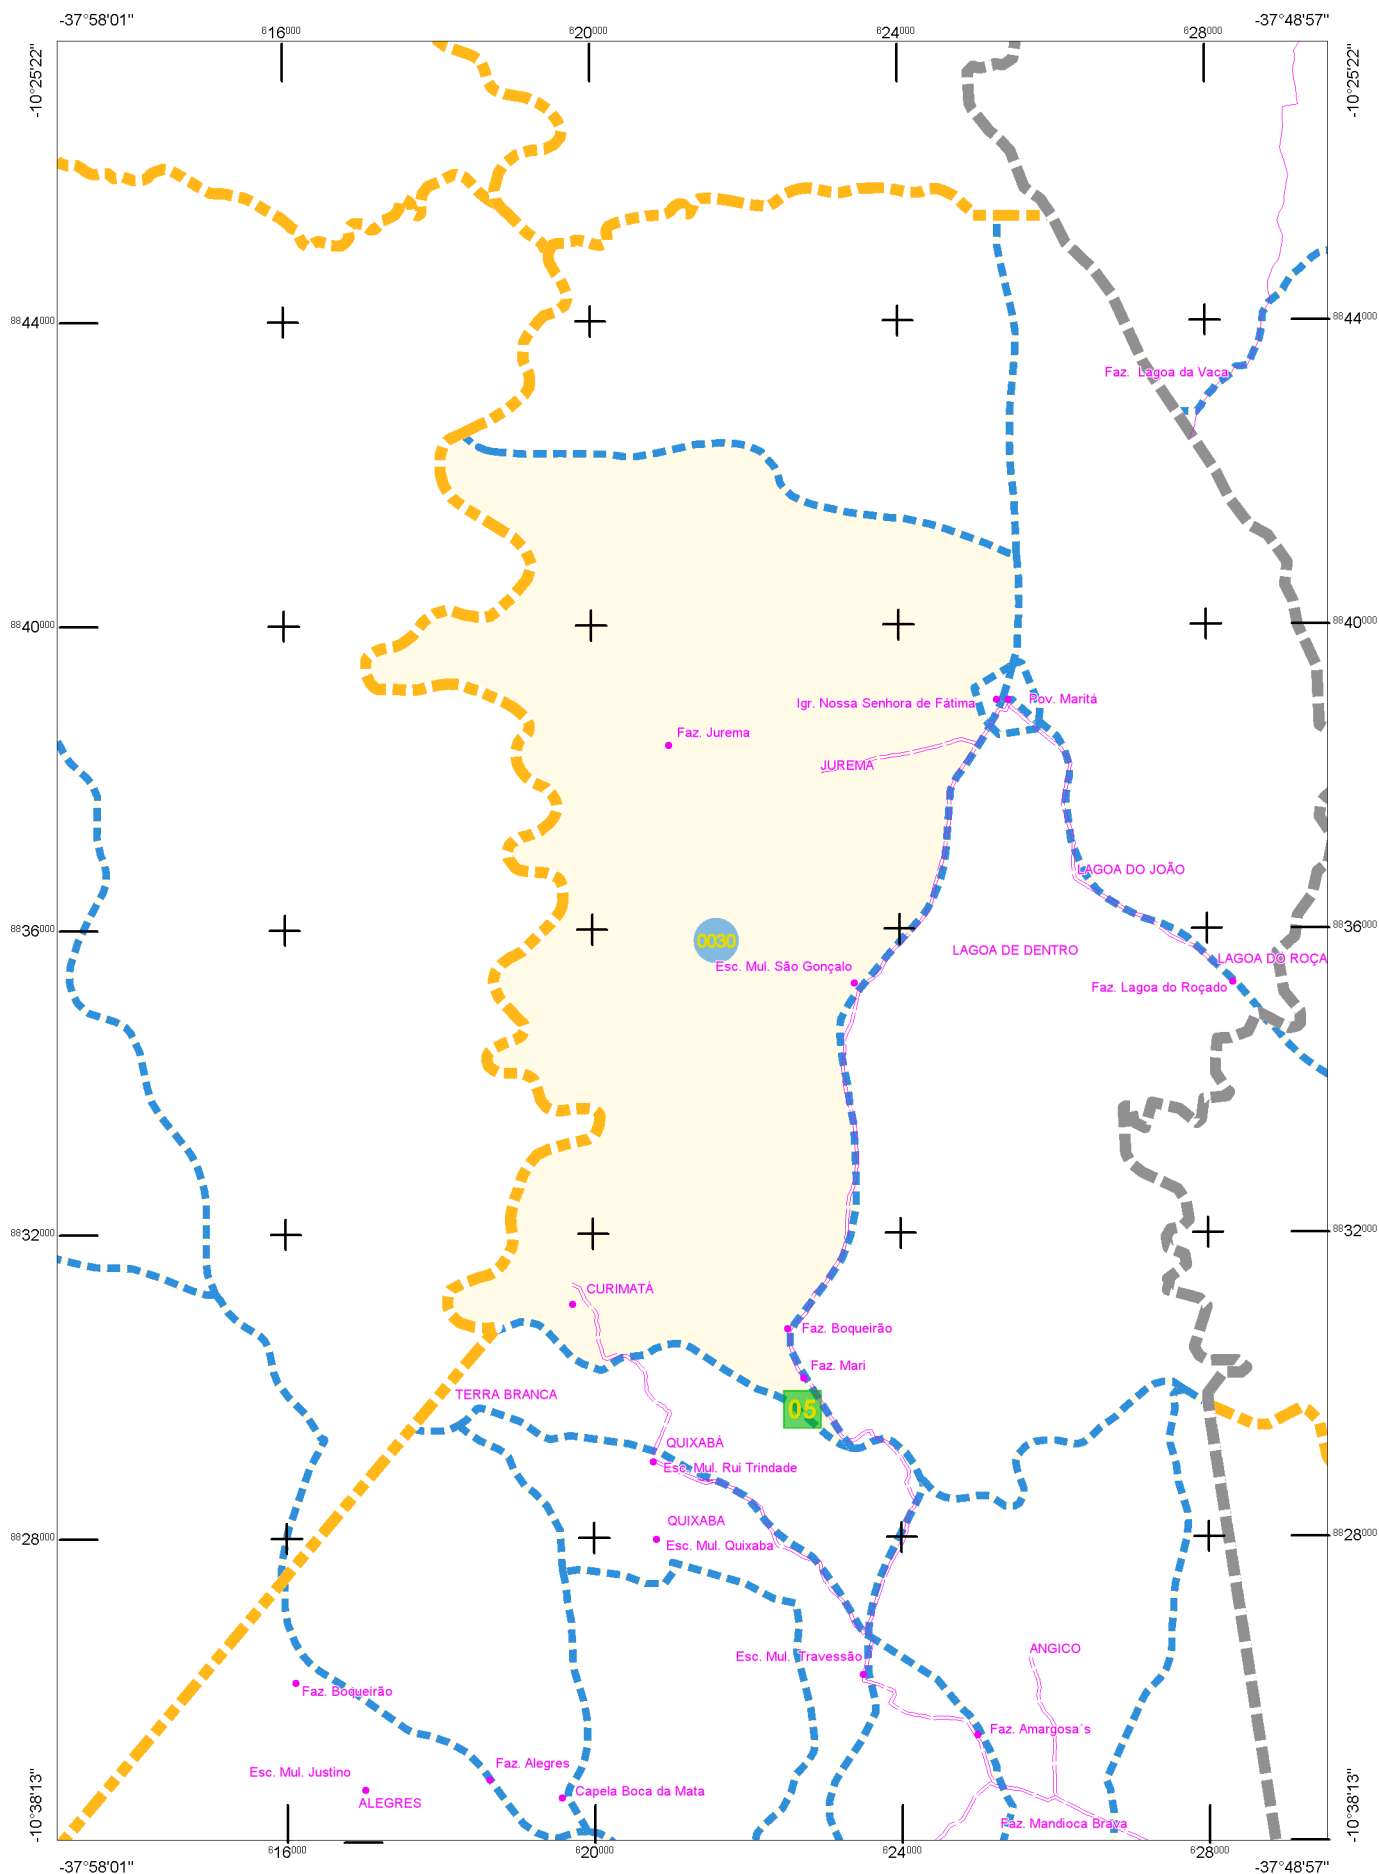 -37°58'01"
-37°48'57"
616000
620000
624000
628000
-10°25'22"
-10°25'22"
8844000
8844000
Faz. Lagoa da Vaca
8840000
8840000
Igr. Nossa Senhora de Fátima
Pov. Maritá
Faz. Jurema
JUREMA
LAGOA DO JOÃO
8836000
8836000
0030
LAGOA DE DENTRO
LAGOA DO ROÇA
Esc. Mul. São Gonçalo
Faz. Lagoa do Roçado
8832000
8832000
CURIMATÁ
Faz. Boqueirão
Faz. Mari
TERRA BRANCA
05
QUIXABÁ
Esc. Mul. Rui Trindade
QUIXABA
8828000
8828000
Esc. Mul. Quixaba
ANGICO
Esc. Mul. Travessão
Faz. Boqueirão
Faz. Amargosa´s
Faz. Alegres
Esc. Mul. Justino
Capela Boca da Mata
ALEGRES
Faz. Mandioca Brava
-10°38'13"
-10°38'13"
616000
620000
624000
628000
-37°58'01"
-37°48'57"